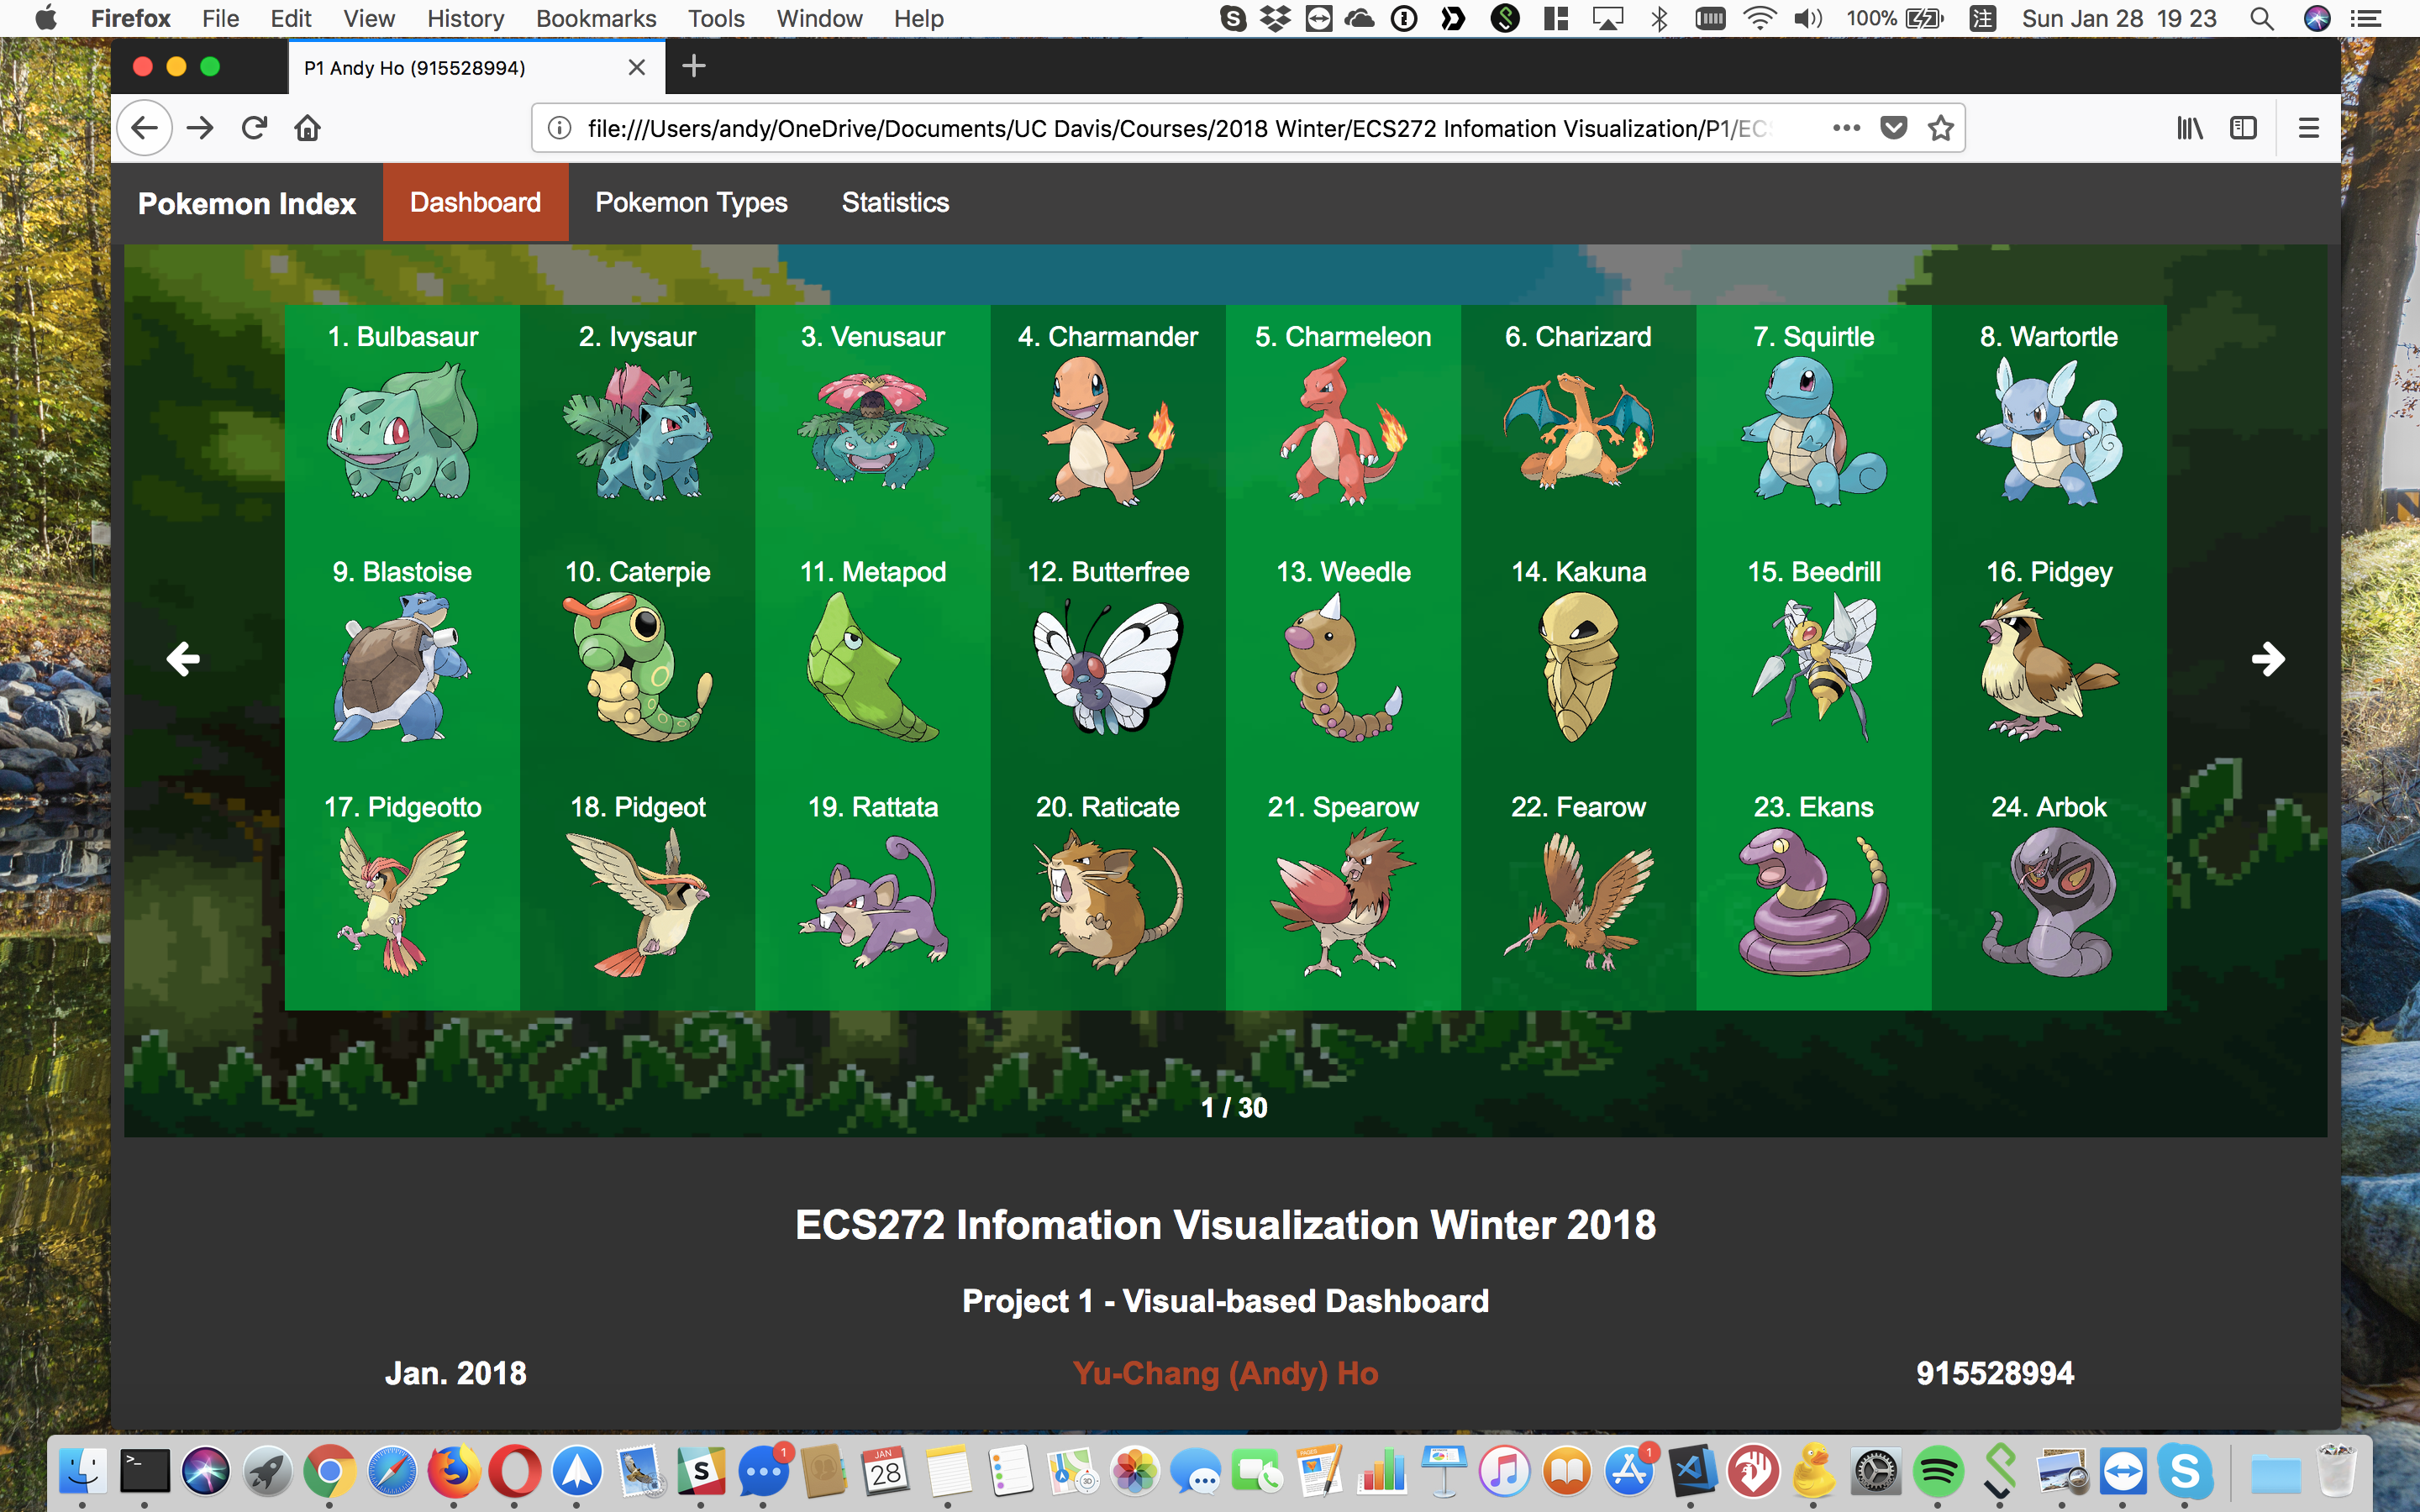 Firefox File Edit View History Bookmarks Tools Window Help 100% 注 Sun Jan 28 19 23
P1 Andy Ho (915528994)
file:///Users/andy/OneDrive/Documents/UC Davis/Courses/2018 Winter/ECS272 Infomation Visualization/P1/EC
Pokemon Index Dashboard Pokemon Types Statistics
1. Bulbasaur 2. Ivysaur 3. Venusaur 4. Charmander 5. Charmeleon 6. Charizard 7. Squirtle 8. Wartortle
9. Blastoise 10. Caterpie 11. Metapod 12. Butterfree 13. Weedle 14. Kakuna 15. Beedrill 16. Pidgey
17. Pidgeotto 18. Pidgeot 19. Rattata 20. Raticate 21. Spearow 22. Fearow 23. Ekans 24. Arbok
1 / 30
ECS272 Infomation Visualization Winter 2018
Project 1 - Visual-based Dashboard
Jan. 2018 Yu-Chang (Andy) Ho 915528994
1 JAN 28 1